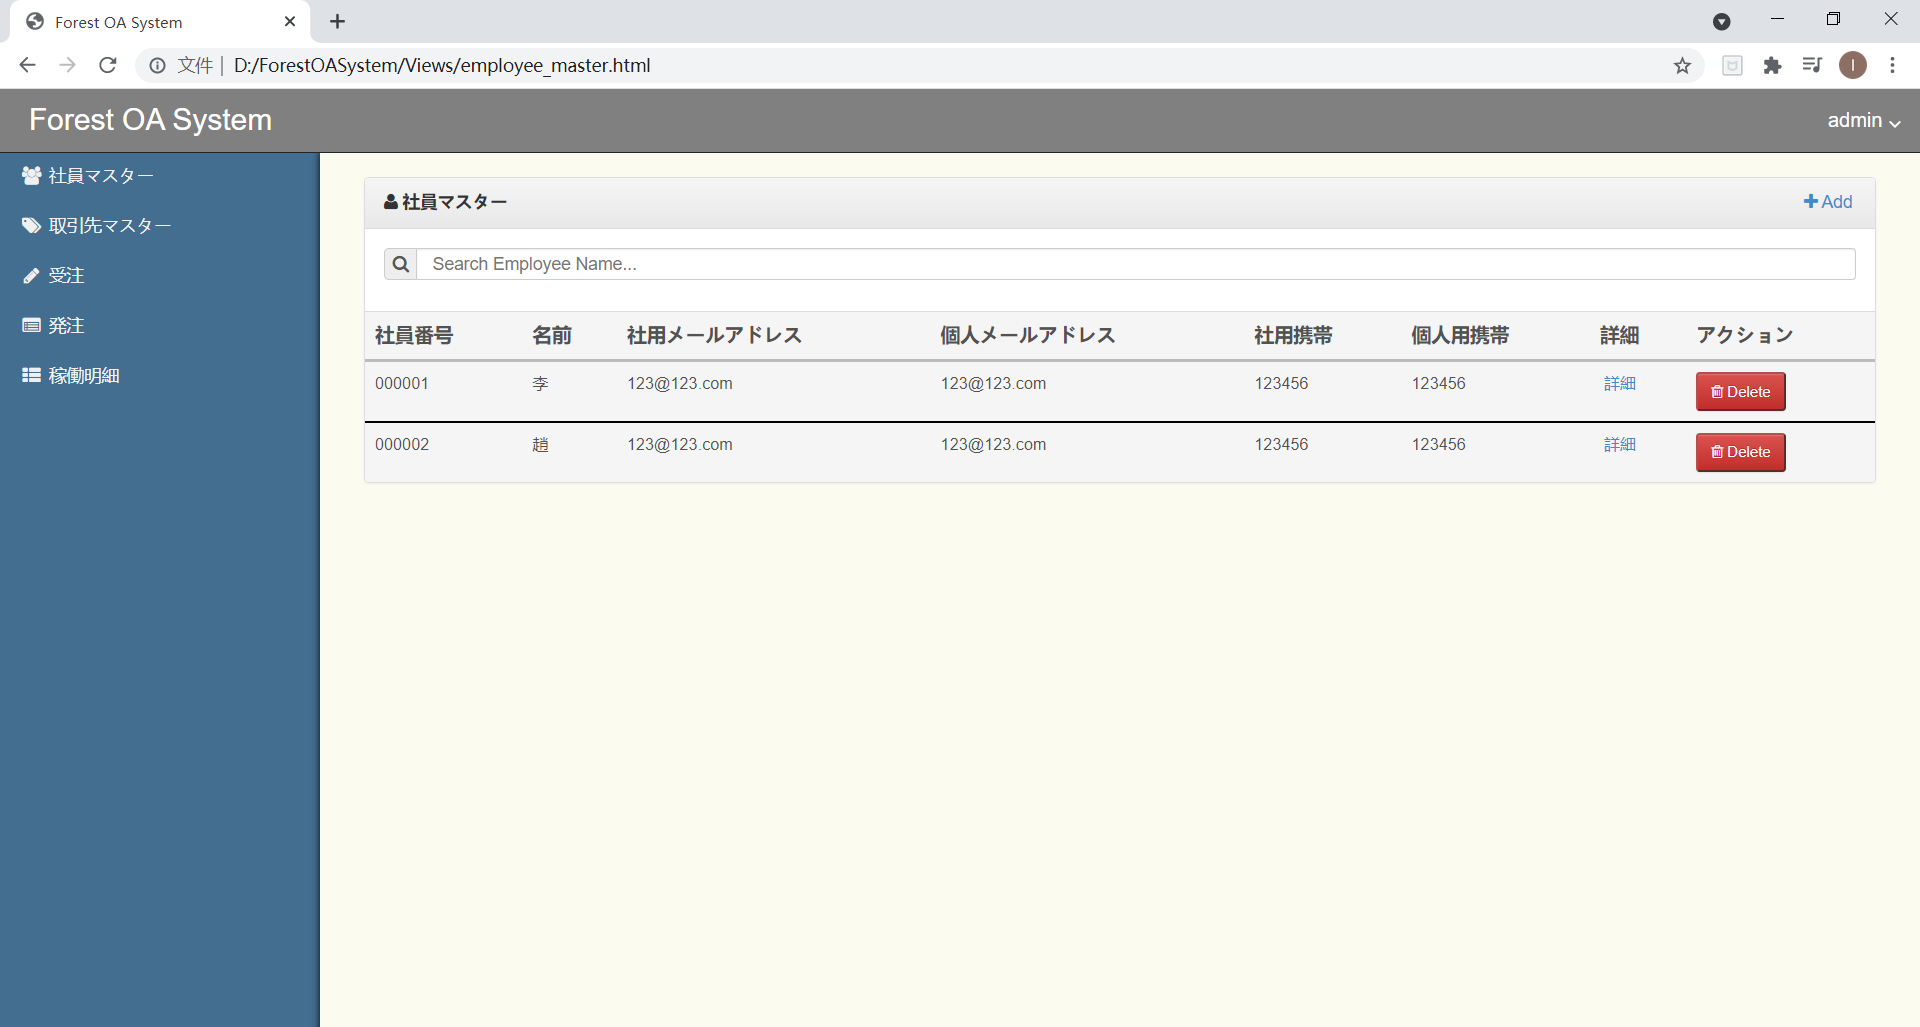 Forest OA System
文件 | D:/ForestOASystem/Views/employee_master.html
I
Forest OA System
admin
社員マスター
取引先マスター
受注
発注
稼働明細
社員マスター
Add
Search Employee Name...
社員番号 名前 社用メールアドレス 個人メールアドレス 社用携帯 個人用携帯 詳細 アクション
000001 李 123@123.com 123@123.com 123456 123456 詳細 Delete
000002 趙 123@123.com 123@123.com 123456 123456 詳細 Delete